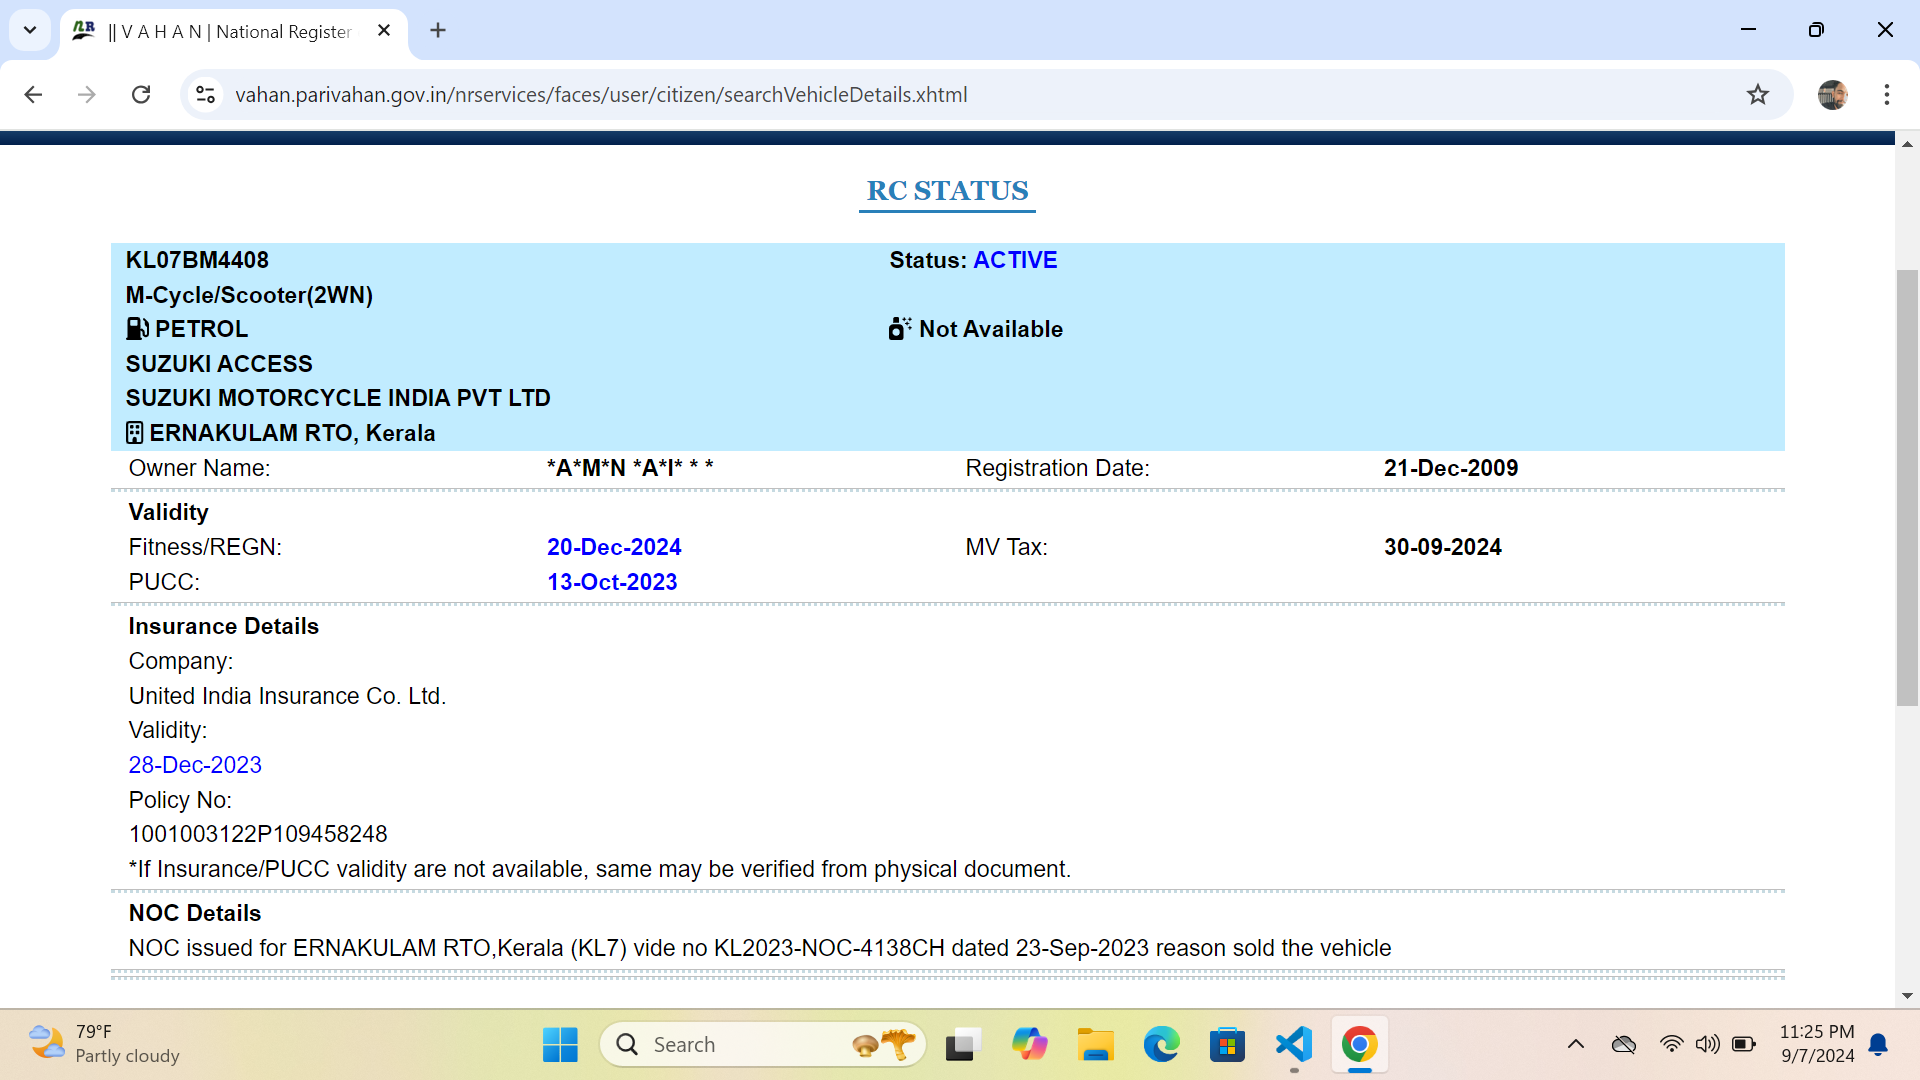 || V A H A N | National Register
vahan.parivahan.gov.in/nrservices/faces/user/citizen/searchVehicleDetails.xhtml
RC STATUS
KL07BM4408 Status: ACTIVE
M-Cycle/Scooter(2WN)
PETROL Not Available
SUZUKI ACCESS
SUZUKI MOTORCYCLE INDIA PVT LTD
ERNAKULAM RTO, Kerala
Owner Name: *A*M*N *A*I* * * Registration Date: 21-Dec-2009
Validity
Fitness/REGN: 20-Dec-2024 MV Tax: 30-09-2024
PUCC: 13-Oct-2023
Insurance Details
Company:
United India Insurance Co. Ltd.
Validity:
28-Dec-2023
Policy No:
1001003122P109458248
*If Insurance/PUCC validity are not available, same may be verified from physical document.
NOC Details
NOC issued for ERNAKULAM RTO,Kerala (KL7) vide no KL2023-NOC-4138CH dated 23-Sep-2023 reason sold the vehicle
79°F
Partly cloudy
Search
11:25 PM
9/7/2024